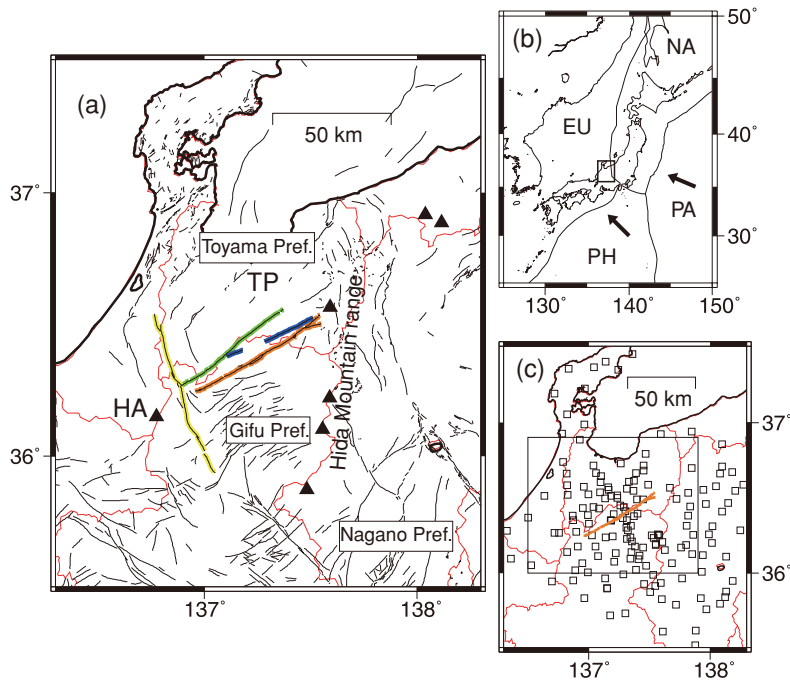 (a)
50 km
37°
Toyama Pref.
TP
Hida Mountain range
HA
Gifu Pref.
36°
Nagano Pref.
137°
138°
(b)
NA
50°
EU
40°
PA
30°
PH
130°
140°
150°
(c)
50 km
37°
36°
137°
138°